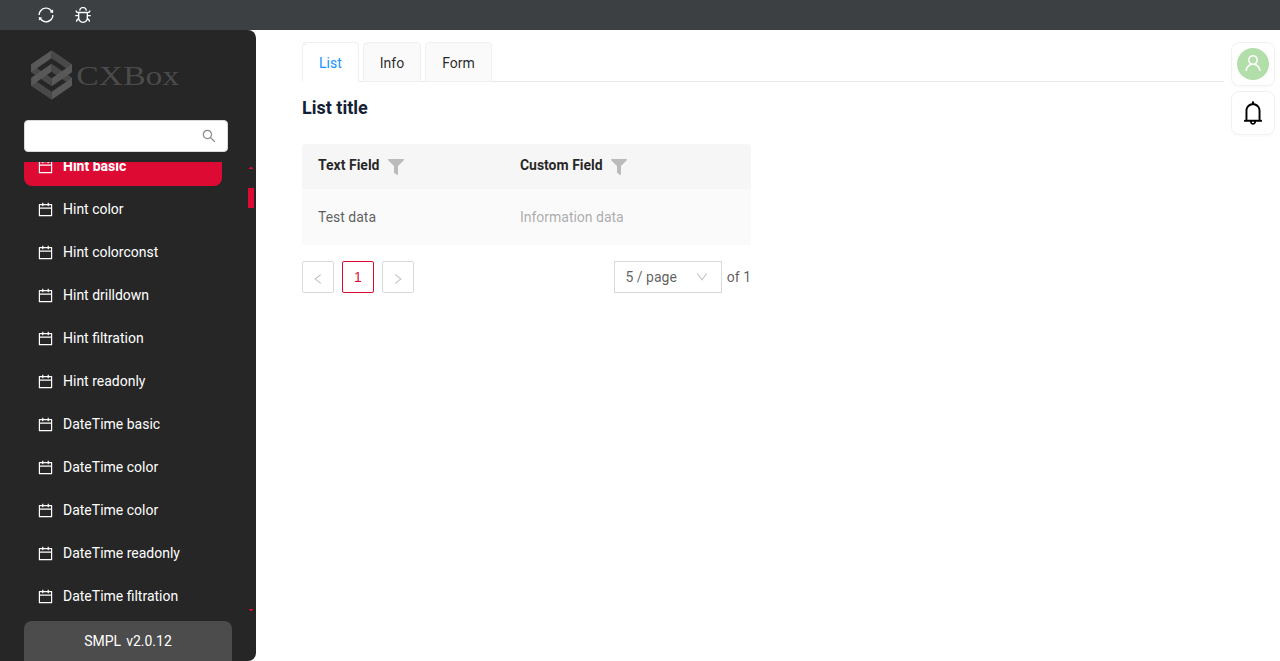 CXBox
Hint basic
Hint color
Hint colorconst
Hint drilldown
Hint filtration
Hint readonly
DateTime basic
DateTime color
DateTime color
DateTime readonly
DateTime filtration
SMPL v2.0.12
List Info Form
List title
Text Field Custom Field
Test data Information data
1 5 / page of 1